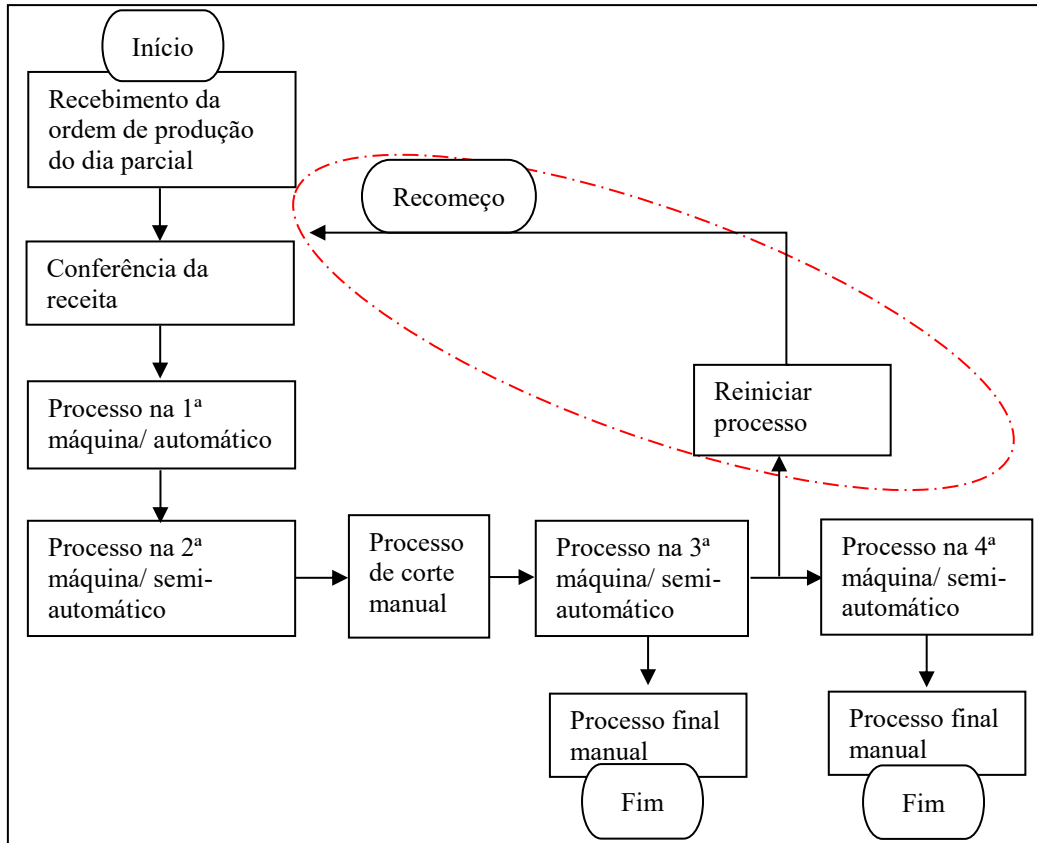 Início
Recebimento da
ordem de produção
do dia parcial
Recomeço
Conferência da
receita
Processo na 1ª
máquina/ automático
Reiniciar
processo
Processo na 2ª
máquina/ semi-
automático
Processo
de corte
manual
Processo na 3ª
máquina/ semi-
automático
Processo na 4ª
máquina/ semi-
automático
Processo final
manual
Fim
Processo final
manual
Fim